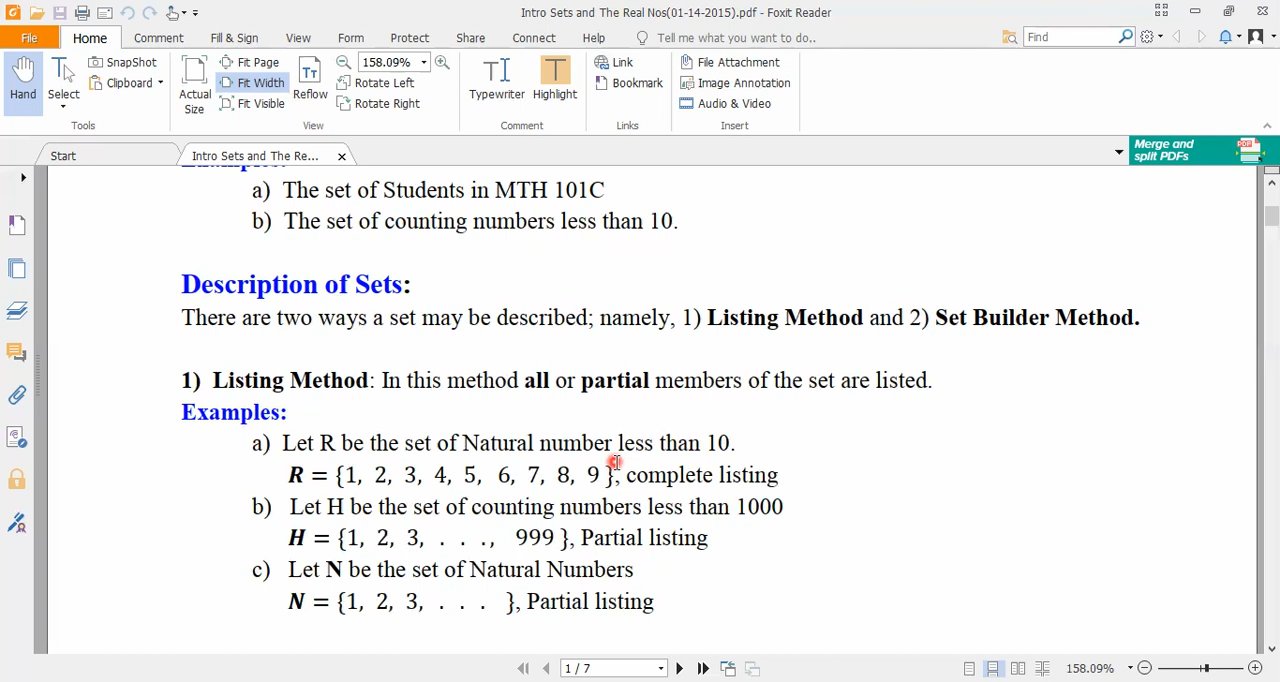 Intro Sets and The Real Nos(01-14-2015).pdf - Foxit Reader
File Home Comment Fill & Sign View Form Protect Share Connect Help Tell me what you want to do.. Find
Hand Select SnapShot Clipboard Actual Size Fit Page Fit Width Fit Visible Reflow 158.09% Rotate Left Rotate Right Typewriter Highlight Link Bookmark File Attachment Image Annotation Audio & Video
Tools View Comment Links Insert
Start Intro Sets and The Re... Merge and split PDFs PDF
Examples:
a) The set of Students in MTH 101C
b) The set of counting numbers less than 10.
Description of Sets:
There are two ways a set may be described; namely, 1) Listing Method and 2) Set Builder Method.
1) Listing Method: In this method all or partial members of the set are listed.
Examples:
a) Let R be the set of Natural number less than 10.
R = {1, 2, 3, 4, 5, 6, 7, 8, 9 }, complete listing
b) Let H be the set of counting numbers less than 1000
H = {1, 2, 3, . . ., 999 }, Partial listing
c) Let N be the set of Natural Numbers
N = {1, 2, 3, . . . }, Partial listing
1 / 7 158.09%